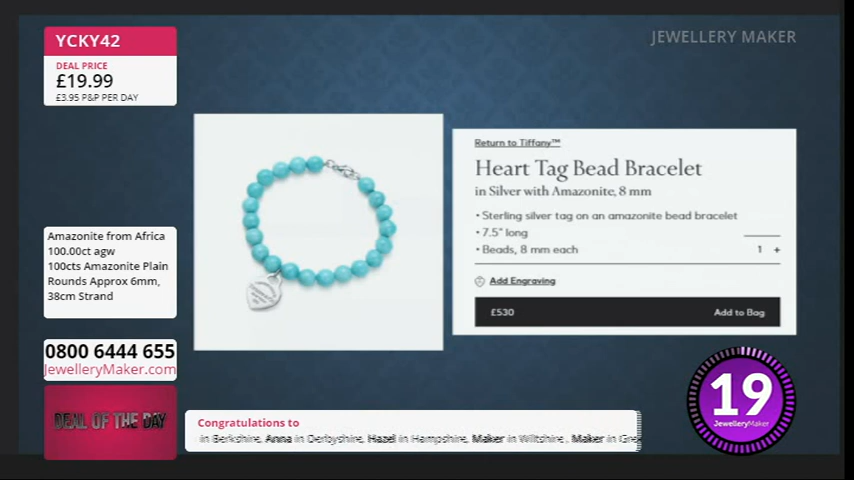 YCKY42
DEAL PRICE
£19.99
£3.95 P&P PER DAY
JEWELLERY MAKER
Return to Tiffany™
Heart Tag Bead Bracelet
in Silver with Amazonite, 8 mm
• Sterling silver tag on an amazonite bead bracelet
• 7.5" long
• Beads, 8 mm each
1 +
Add Engraving
£530 Add to Bag
Amazonite from Africa
100.00ct agw
100cts Amazonite Plain
Rounds Approx 6mm,
38cm Strand
0800 6444 655
JewelleryMaker.com
DEAL OF THE DAY
Congratulations to
in Berkshire, Anna in Derbyshire, Hazel in Hampshire, Maker in Wiltshire, Maker in
19
JewelleryMaker